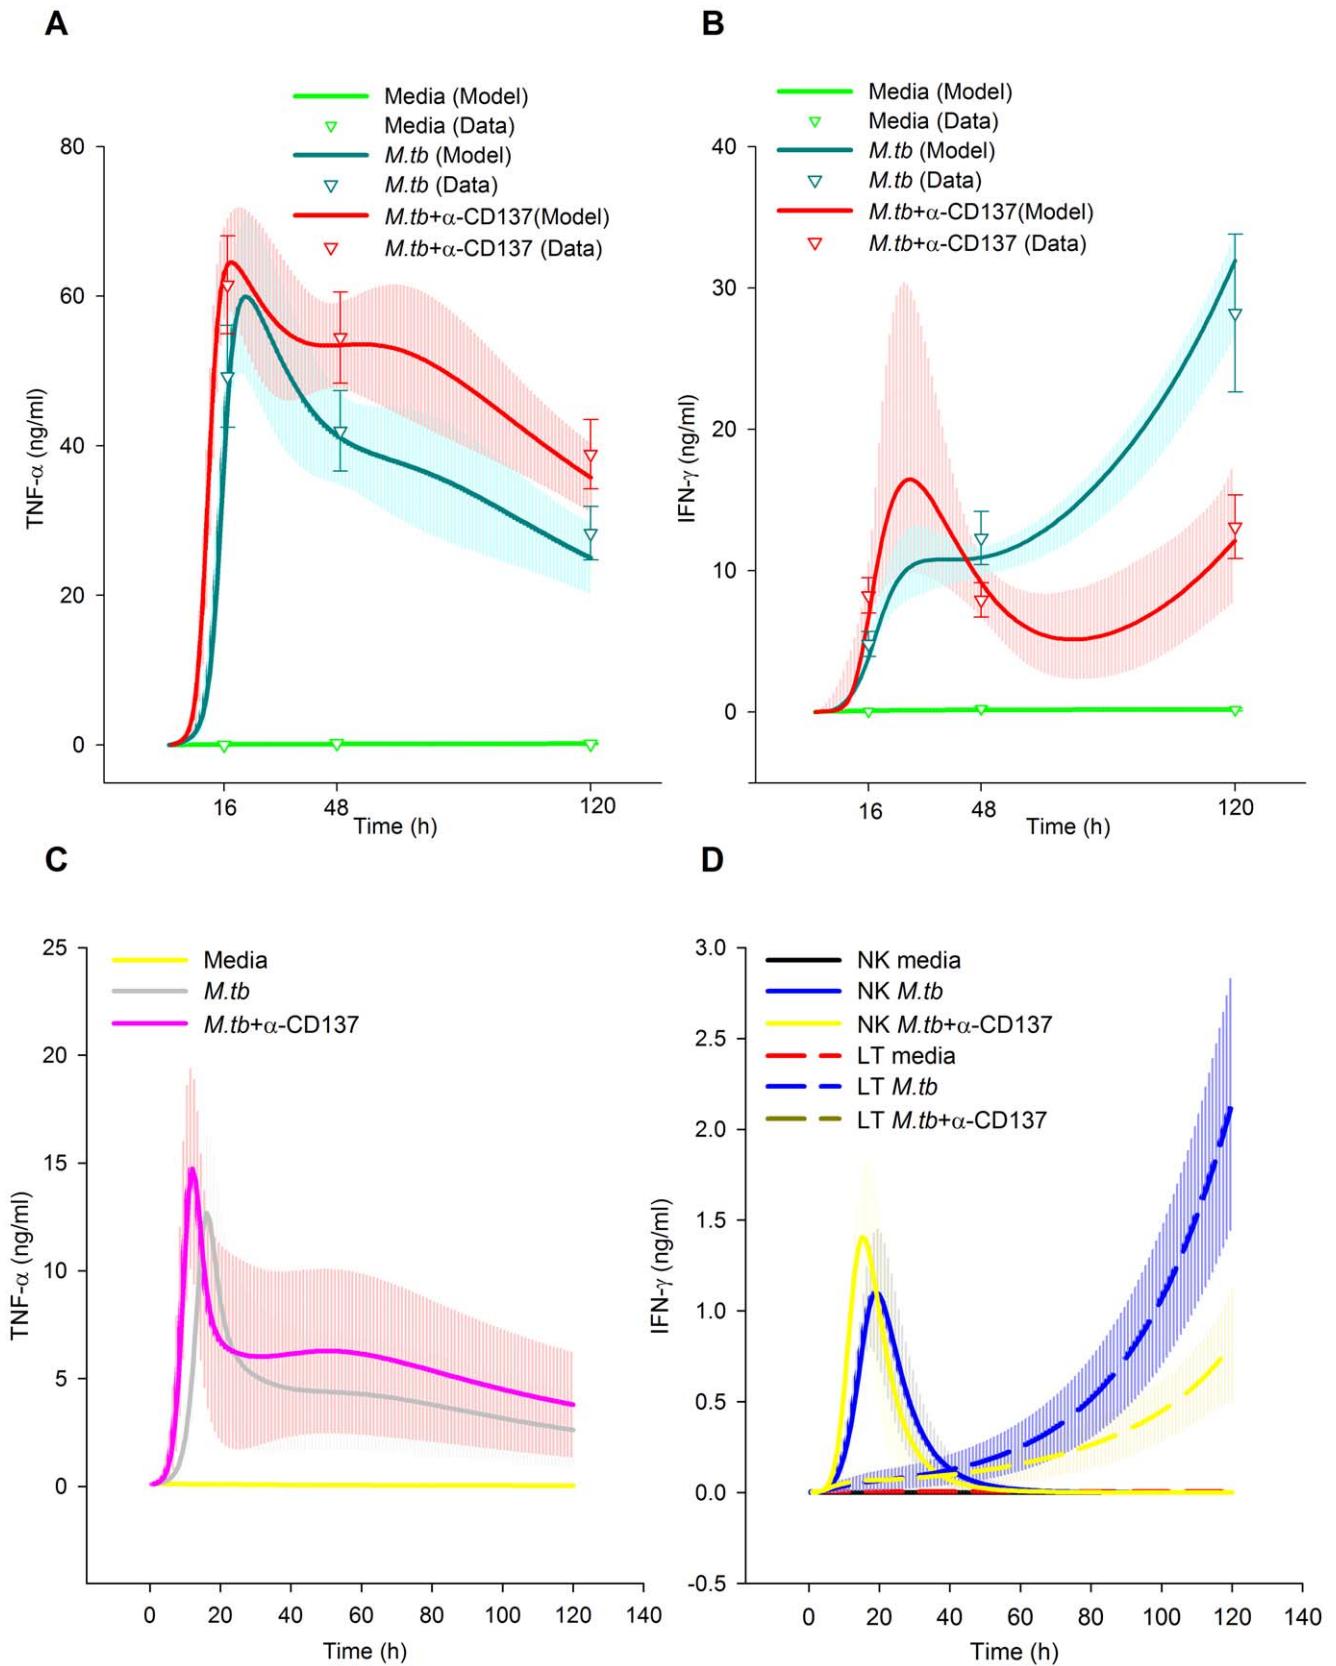 A
Media (Model)
Media (Data)
M.tb (Model)
M.tb (Data)
M.tb+α-CD137(Model)
M.tb+α-CD137 (Data)
80
60
40
20
0
TNF-α (ng/ml)
16
48
120
Time (h)
B
Media (Model)
Media (Data)
M.tb (Model)
M.tb (Data)
M.tb+α-CD137(Model)
M.tb+α-CD137 (Data)
40
30
20
10
0
IFN-γ (ng/ml)
16
48
120
Time (h)
C
Media
M.tb
M.tb+α-CD137
25
20
15
10
5
0
TNF-α (ng/ml)
0 20 40 60 80 100 120 140
Time (h)
D
NK media
NK M.tb
NK M.tb+α-CD137
LT media
LT M.tb
LT M.tb+α-CD137
3.0
2.5
2.0
1.5
1.0
0.5
0.0
-0.5
IFN-γ (ng/ml)
0 20 40 60 80 100 120 140
Time (h)